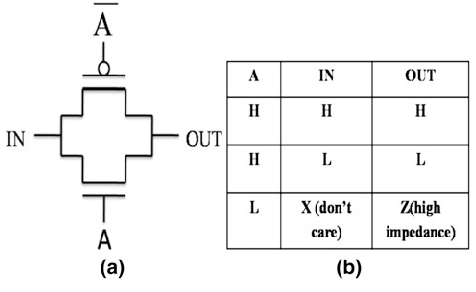 A̅
IN OUT
A
(a)
A IN OUT
H H H
H L L
L X (don't care) Z(high impedance)
(b)